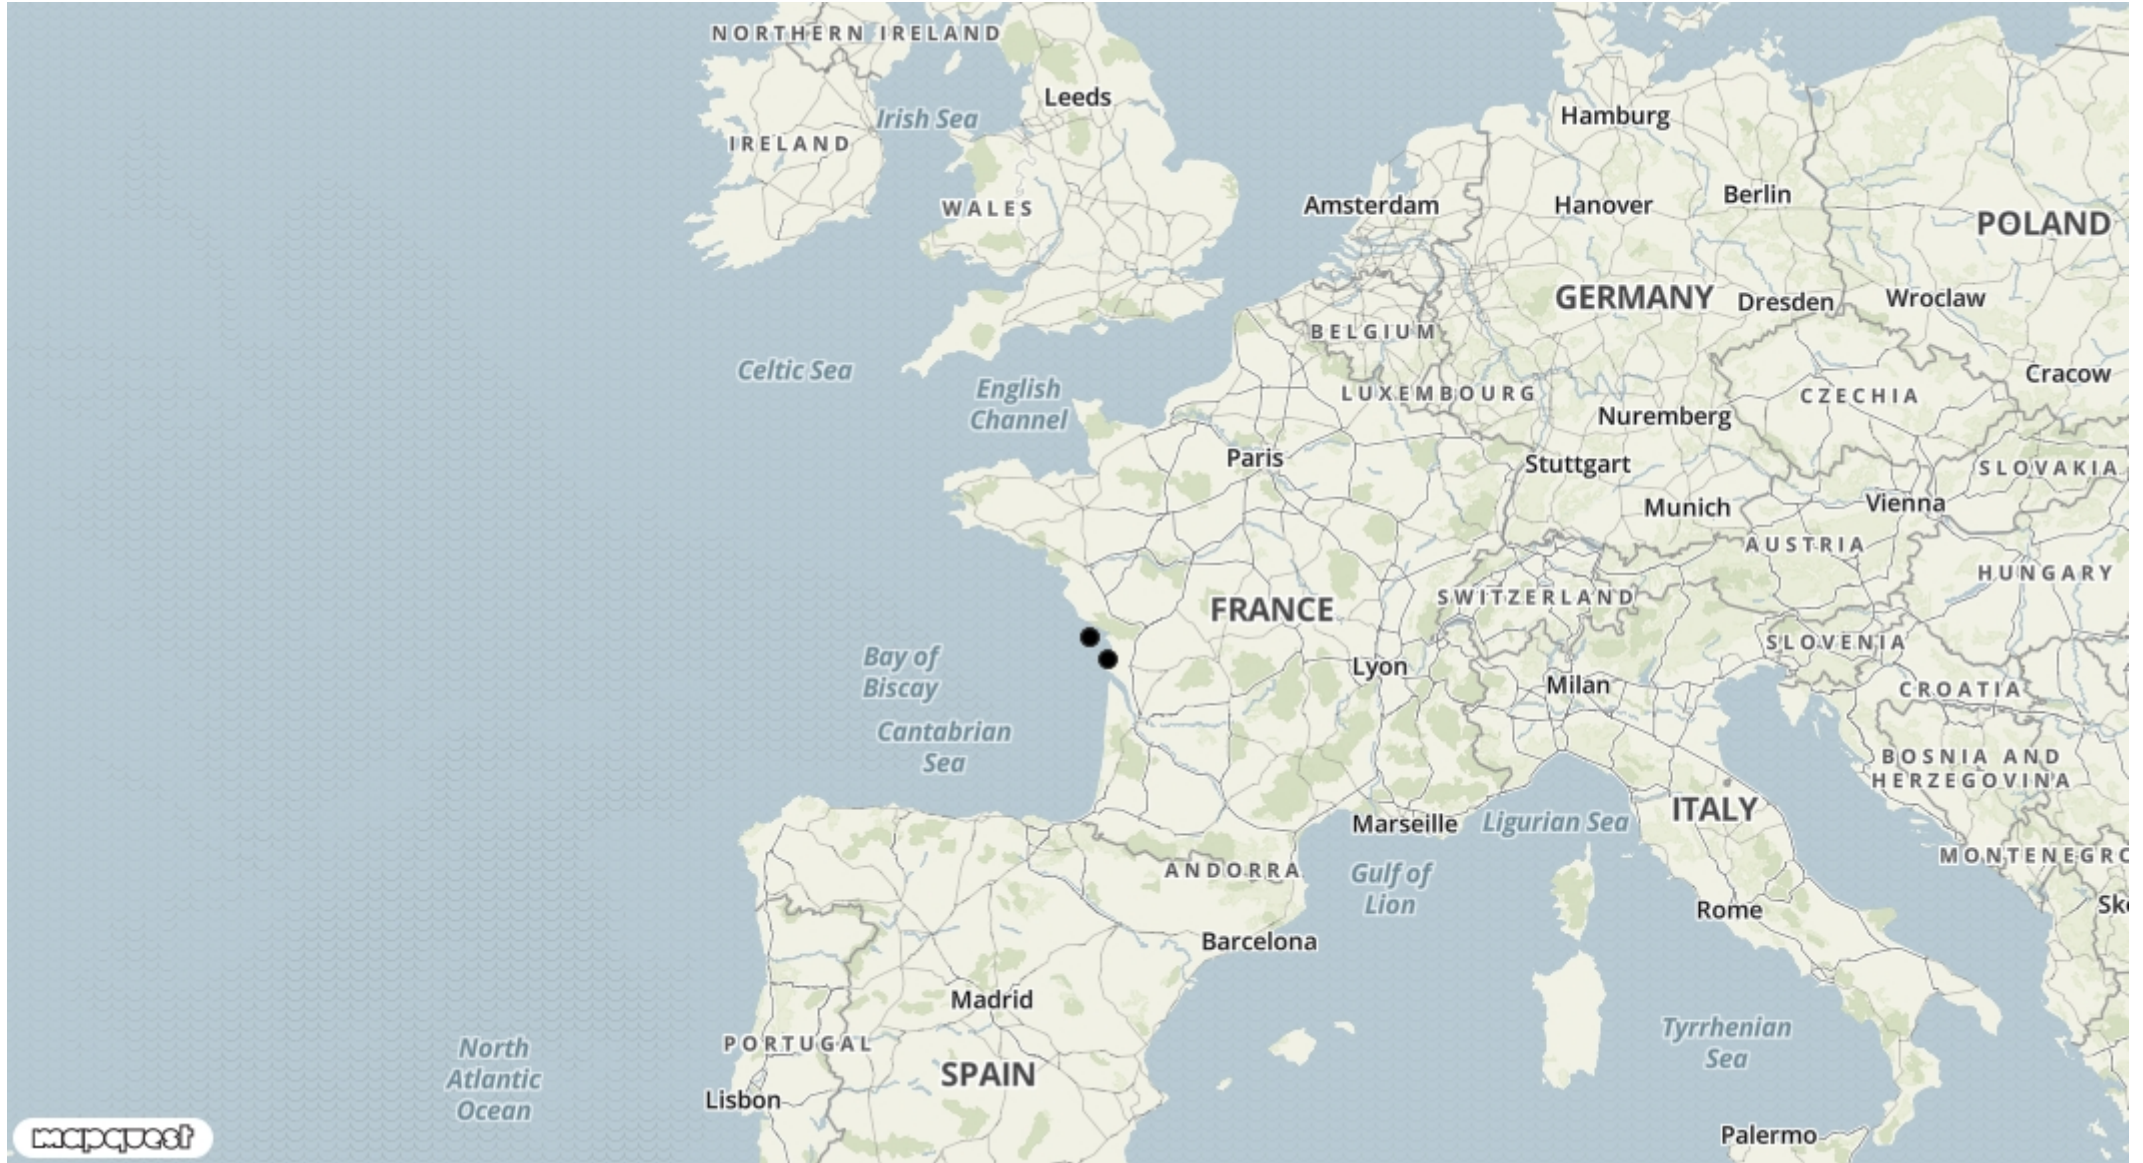 NORTHERN IRELAND
Leeds
Irish Sea
Hamburg
IRELAND
WALES
Amsterdam
Hanover
Berlin
POLAND
GERMANY
Dresden
Wroclaw
BELGIUM
Celtic Sea
English
Channel
LUXEMBOURG
Cracow
CZECHIA
Nuremberg
Paris
Stuttgart
SLOVAKIA
Munich
Vienna
AUSTRIA
HUNGARY
SWITZERLAND
FRANCE
SLOVENIA
Bay of
Biscay
Lyon
Milan
CROATIA
Cantabrian
Sea
BOSNIA AND
HERZEGOVINA
ITALY
Marseille
Ligurian Sea
MONTENEGRO
ANDORRA
Gulf of
Lion
Rome
Sk
Barcelona
Madrid
Tyrrhenian
Sea
PORTUGAL
North
Atlantic
Ocean
SPAIN
Lisbon
Palermo
mapquest